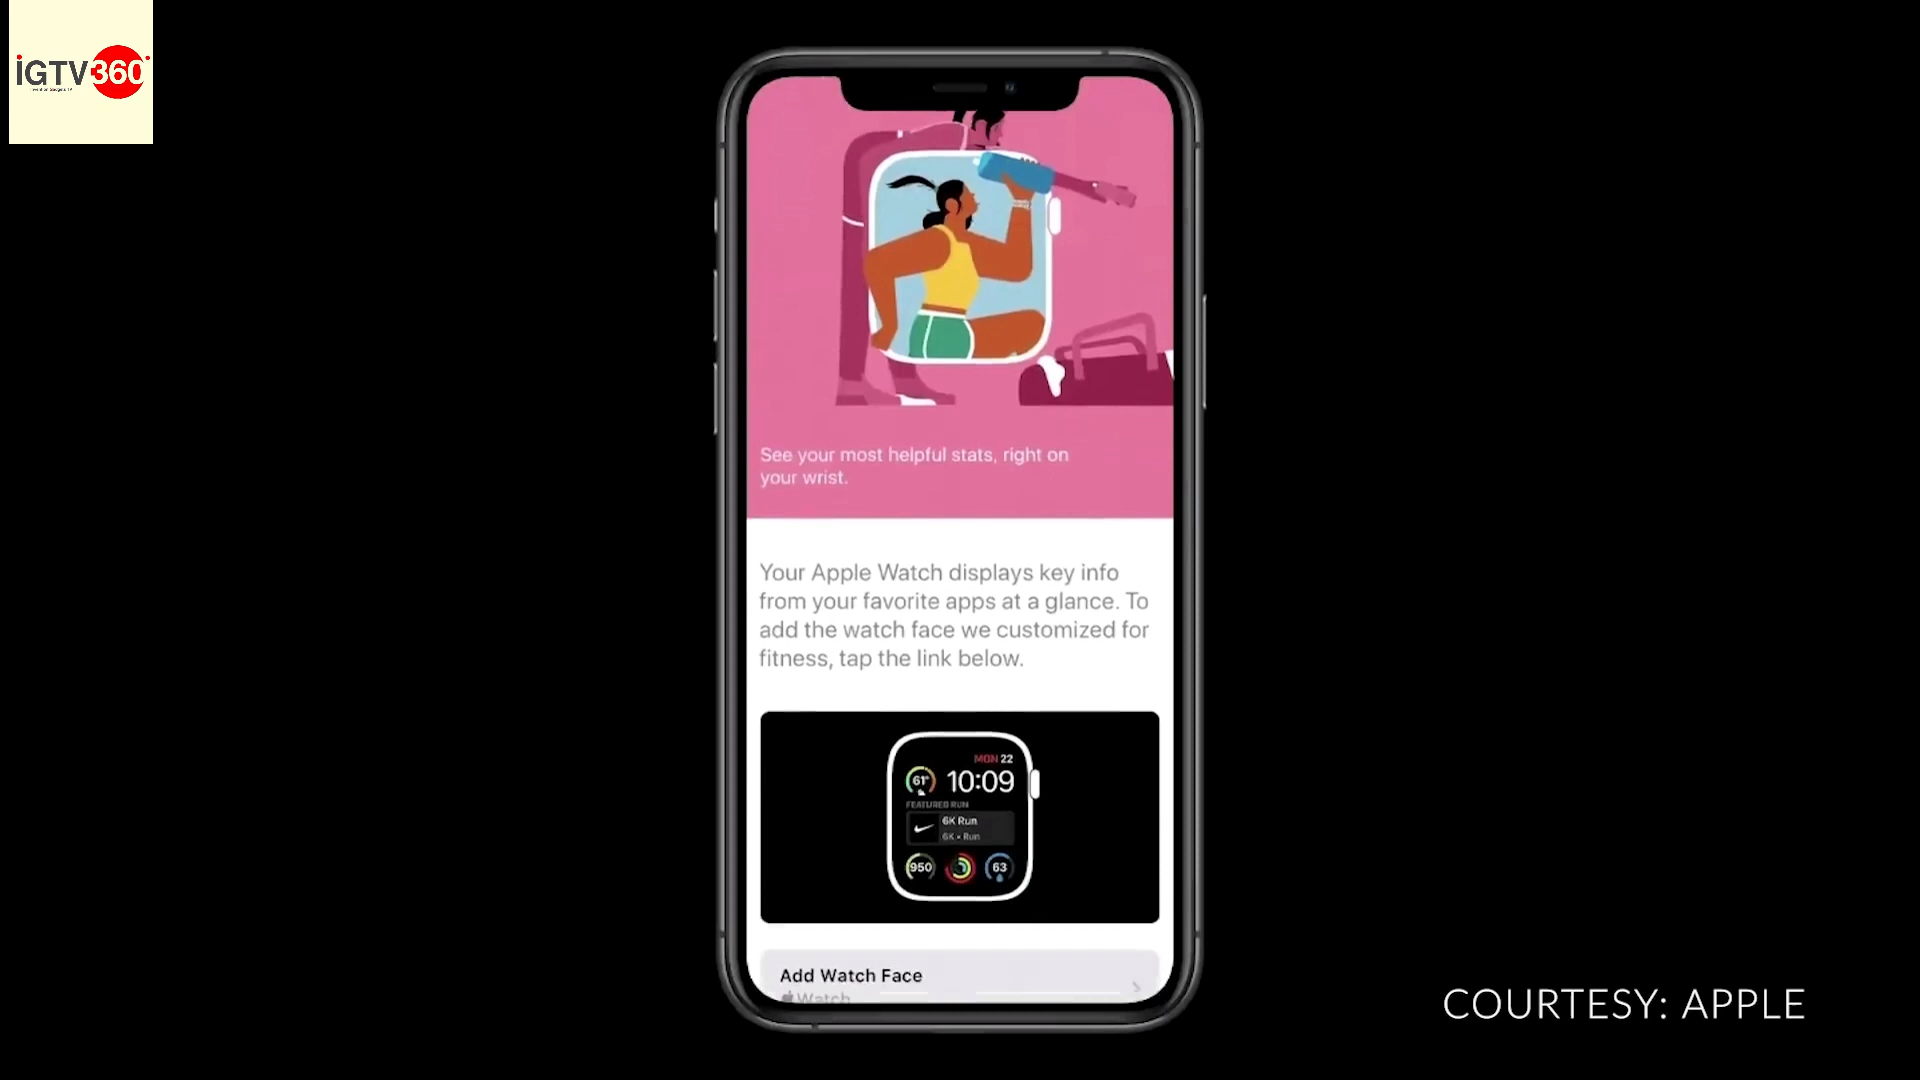 iGTV360
See your most helpful stats, right on
your wrist.
Your Apple Watch displays key info
from your favorite apps at a glance. To
add the watch face we customized for
fitness, tap the link below.
MON 22
61°
10:09
FEATURED RUN
6K Run
6K • Run
950
63
Add Watch Face
Watch
COURTESY: APPLE